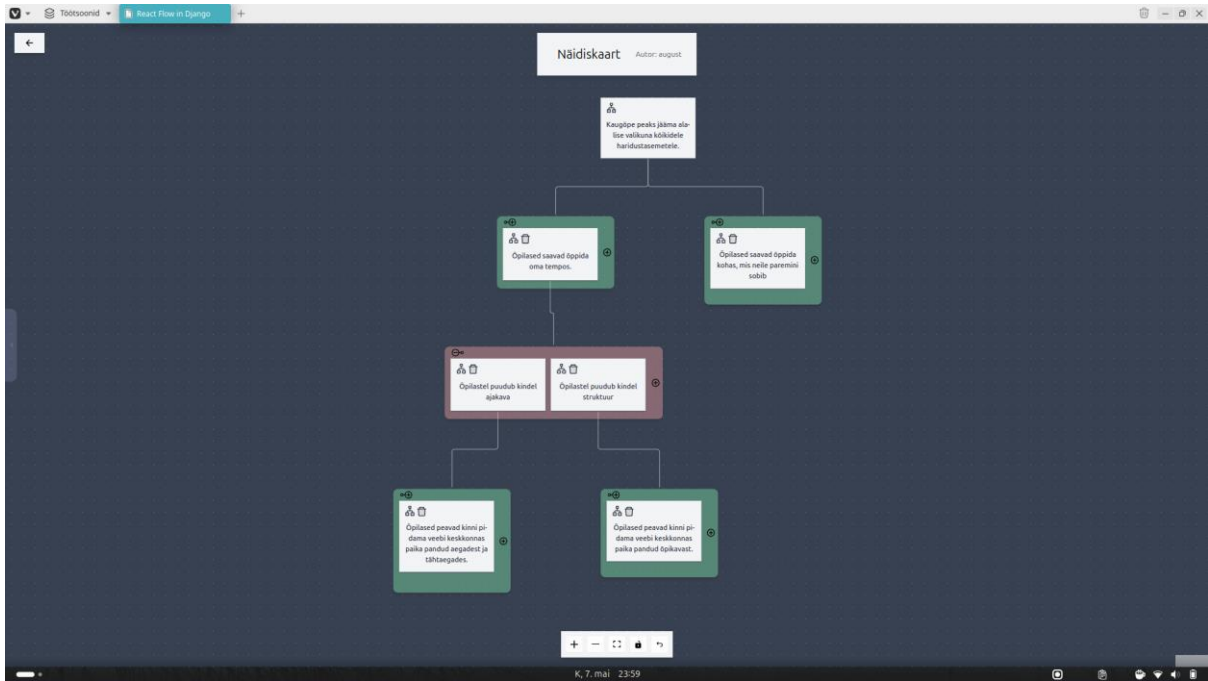 Töötsoonid
React Flow in Django
Näidiskaart Autor: august
Kaugõpe peaks jääma ala-
lise valikuna kõikidele
haridustasemetele.
Õpilased saavad õppida
oma tempos.
Õpilased saavad õppida
kohas, mis neile paremini
sobib
Õpilastel puudub kindel
ajakava
Õpilastel puudub kindel
struktuur
Õpilased peavad kinni pi-
dama veebi keskkonnas
paika pandud aegadest ja
tähtaegades.
Õpilased peavad kinni pi-
dama veebi keskkonnas
paika pandud õpikavast.
K, 7. mai 23:59